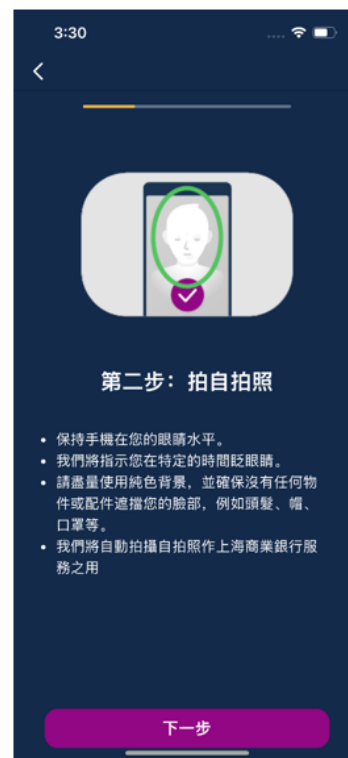 3:30
第二步：拍自拍照
• 保持手機在您的眼睛水平。
• 我們將指示您在特定的時間眨眼睛。
• 請盡量使用純色背景，並確保沒有任何物
件或配件遮擋您的臉部，例如頭髮、帽、
口罩等。
• 我們將自動拍攝自拍照作上海商業銀行服
務之用
下一步